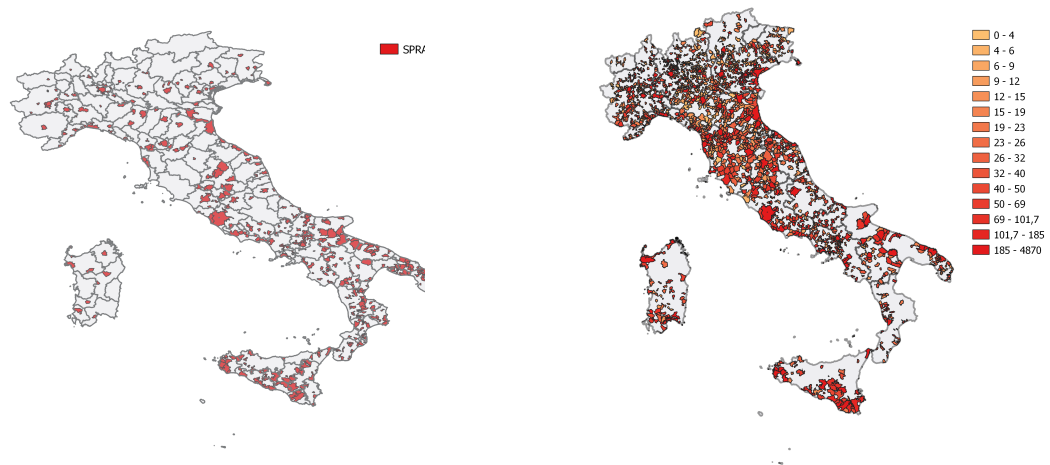 SPRA
0 - 4
4 - 6
6 - 9
9 - 12
12 - 15
15 - 19
19 - 23
23 - 26
26 - 32
32 - 40
40 - 50
50 - 69
69 - 101,7
101,7 - 185
185 - 4870